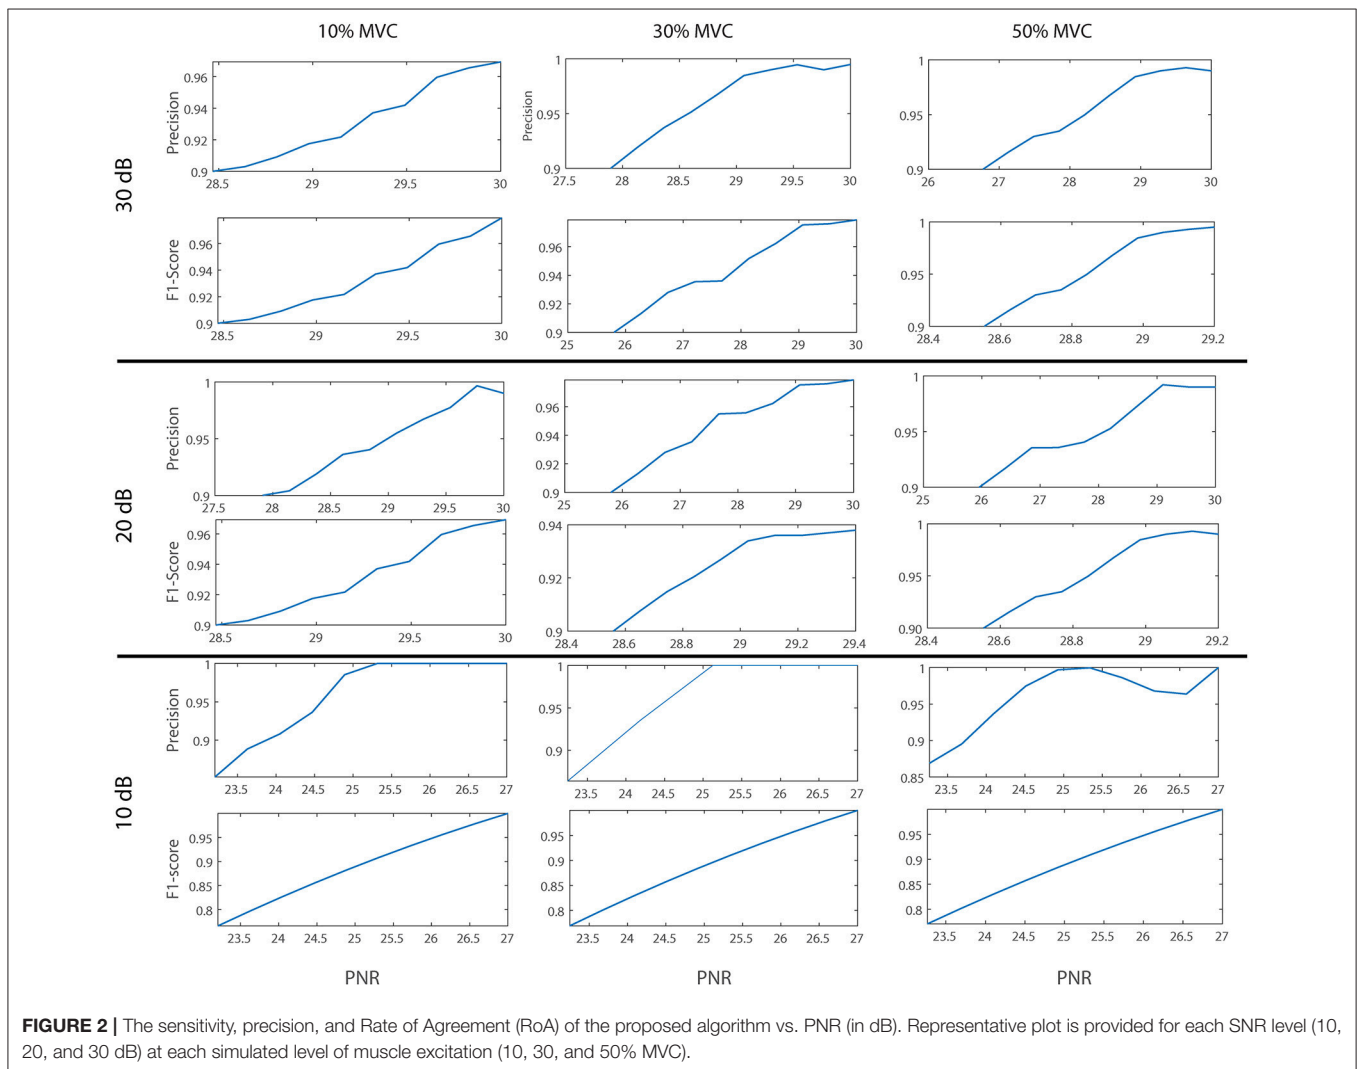 10% MVC 30% MVC 50% MVC
30 dB
Precision
0.96
0.94
0.92
0.9
28.5 29 29.5 30
Precision
1
0.95
0.9
27.5 28 28.5 29 29.5 30
1
0.95
0.9
26 27 28 29 30
F1-Score
0.96
0.94
0.92
0.9
28.5 29 29.5 30
0.96
0.94
0.92
0.9
25 26 27 28 29 30
1
0.95
0.9
28.4 28.6 28.8 29 29.2
20 dB
Precision
1
0.95
0.9
27.5 28 28.5 29 29.5 30
0.96
0.94
0.92
0.9
25 26 27 28 29 30
1
0.95
0.9
25 26 27 28 29 30
F1-Score
0.96
0.94
0.92
0.9
28.5 29 29.5 30
0.94
0.92
0.9
28.4 28.6 28.8 29 29.2 29.4
1
0.95
0.90
28.4 28.6 28.8 29 29.2
10 dB
Precision
1
0.95
0.9
23.5 24 24.5 25 25.5 26 26.5 27
1
0.95
0.9
23.5 24 24.5 25 25.5 26 26.5 27
1
0.95
0.9
0.85
23.5 24 24.5 25 25.5 26 26.5 27
F1-score
0.95
0.9
0.85
0.8
23.5 24 24.5 25 25.5 26 26.5 27
0.95
0.9
0.85
0.8
23.5 24 24.5 25 25.5 26 26.5 27
0.95
0.9
0.85
0.8
23.5 24 24.5 25 25.5 26 26.5 27
PNR PNR PNR
FIGURE 2 | The sensitivity, precision, and Rate of Agreement (RoA) of the proposed algorithm vs. PNR (in dB). Representative plot is provided for each SNR level (10,
20, and 30 dB) at each simulated level of muscle excitation (10, 30, and 50% MVC).